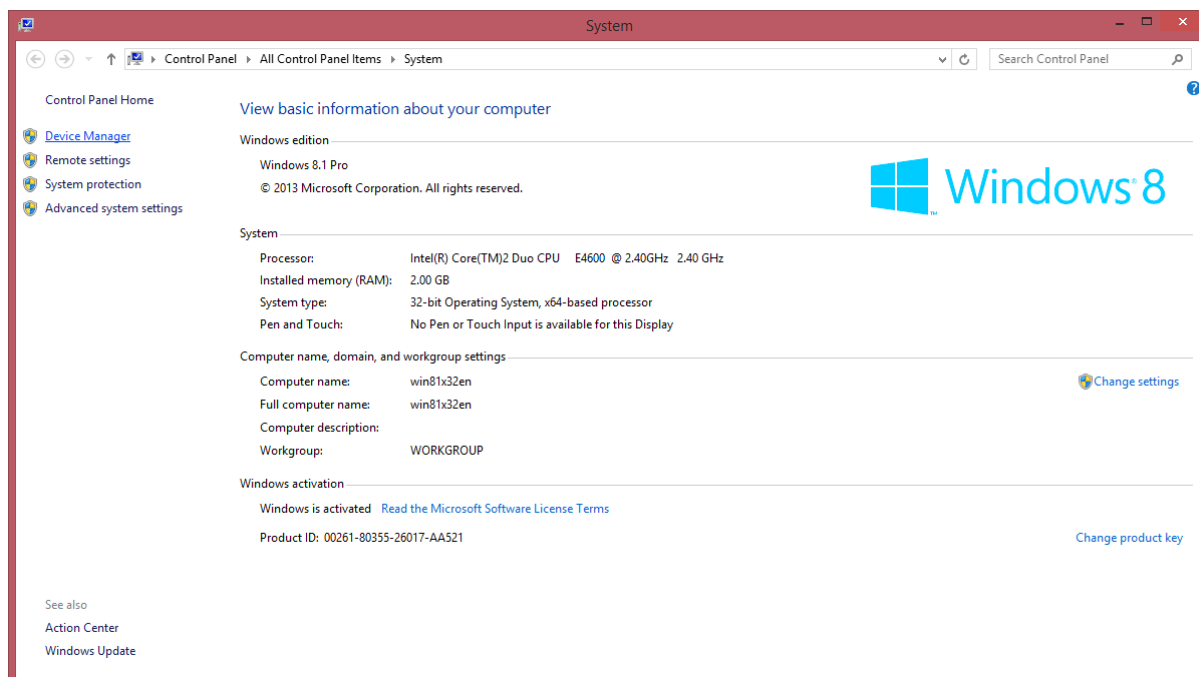 System
Control Panel All Control Panel Items System
Search Control Panel
Control Panel Home
Device Manager
Remote settings
System protection
Advanced system settings
View basic information about your computer
Windows edition
Windows 8.1 Pro
© 2013 Microsoft Corporation. All rights reserved.
Windows® 8
™
System
Processor: Intel(R) Core(TM)2 Duo CPU E4600 @ 2.40GHz 2.40 GHz
Installed memory (RAM): 2.00 GB
System type: 32-bit Operating System, x64-based processor
Pen and Touch: No Pen or Touch Input is available for this Display
Computer name, domain, and workgroup settings
Computer name: win81x32en
Change settings
Full computer name: win81x32en
Computer description:
Workgroup: WORKGROUP
Windows activation
Windows is activated Read the Microsoft Software License Terms
Product ID: 00261-80355-26017-AA521
Change product key
See also
Action Center
Windows Update